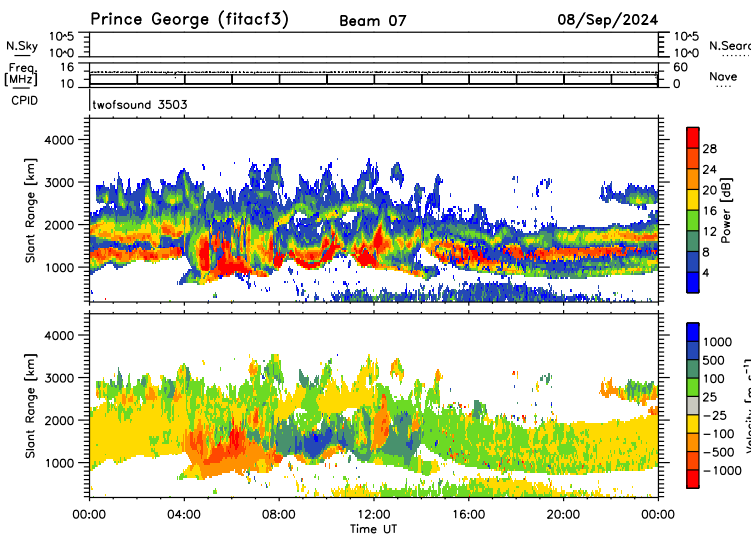 Prince George (fitacf3) Beam 07 08/Sep/2024
N.Sky 10^5 10^0 10^5 10^0 N.Sear
Freq [MHz] 16 10 60 0 Nave
CPID twofsound 3503
Slant Range [km] 4000 3000 2000 1000
Power [dB] 28 24 20 16 12 8 4
Slant Range [km] 4000 3000 2000 1000
Velocity [m s⁻¹] 1000 500 100 25 -25 -100 -500 -1000
00:00 04:00 08:00 12:00 16:00 20:00 00:00
Time UT